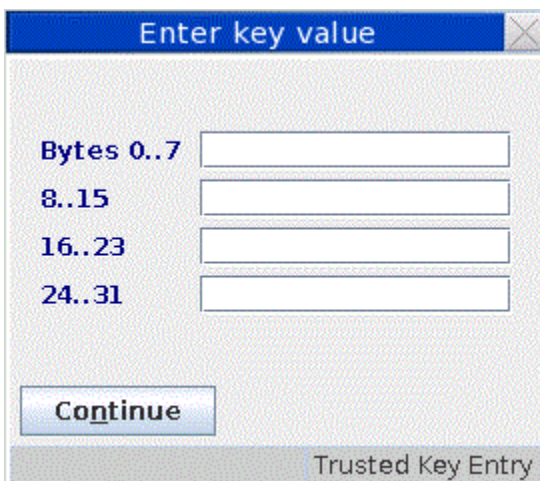 Enter key value
Bytes 0..7
8..15
16..23
24..31
Continue
Trusted Key Entry